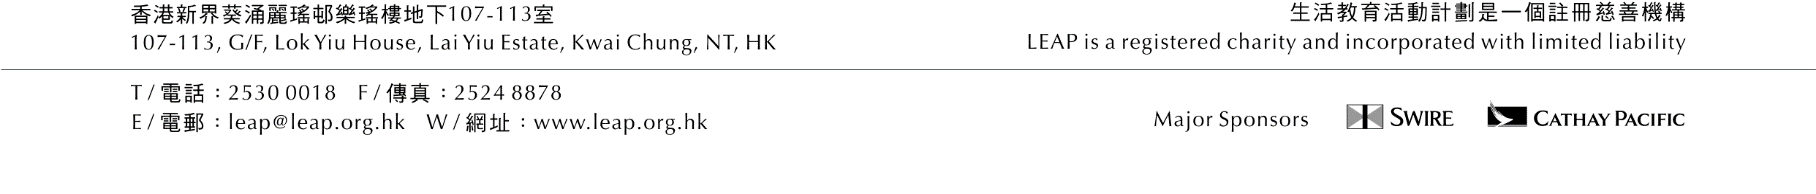 香港新界葵涌麗瑤邨樂瑤樓地下107-113室
107-113, G/F, Lok Yiu House, Lai Yiu Estate, Kwai Chung, NT, HK
生活教育活動計劃是一個註冊慈善機構
LEAP is a registered charity and incorporated with limited liability
T / 電話：2530 0018 F / 傳真：2524 8878
E / 電郵：leap@leap.org.hk W / 網址：www.leap.org.hk
Major Sponsors SWIRE CATHAY PACIFIC